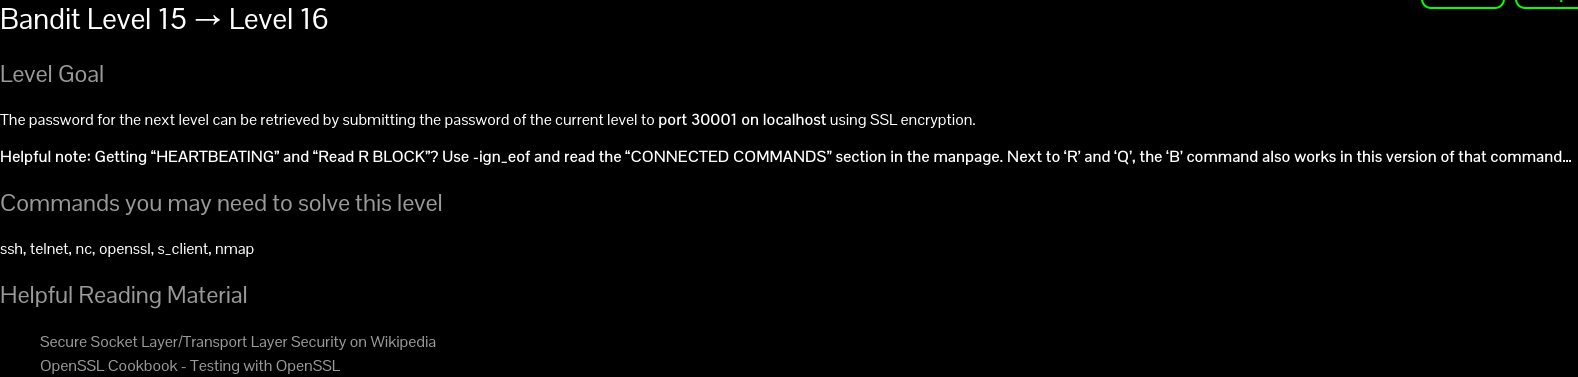 Bandit Level 15 → Level 16
Level Goal
The password for the next level can be retrieved by submitting the password of the current level to port 30001 on localhost using SSL encryption.
Helpful note: Getting “HEARTBEATING” and “Read R BLOCK”? Use -ign_eof and read the “CONNECTED COMMANDS” section in the manpage. Next to ‘R’ and ‘Q’, the ‘B’ command also works in this version of that command…
Commands you may need to solve this level
ssh, telnet, nc, openssl, s_client, nmap
Helpful Reading Material
Secure Socket Layer/Transport Layer Security on Wikipedia
OpenSSL Cookbook - Testing with OpenSSL